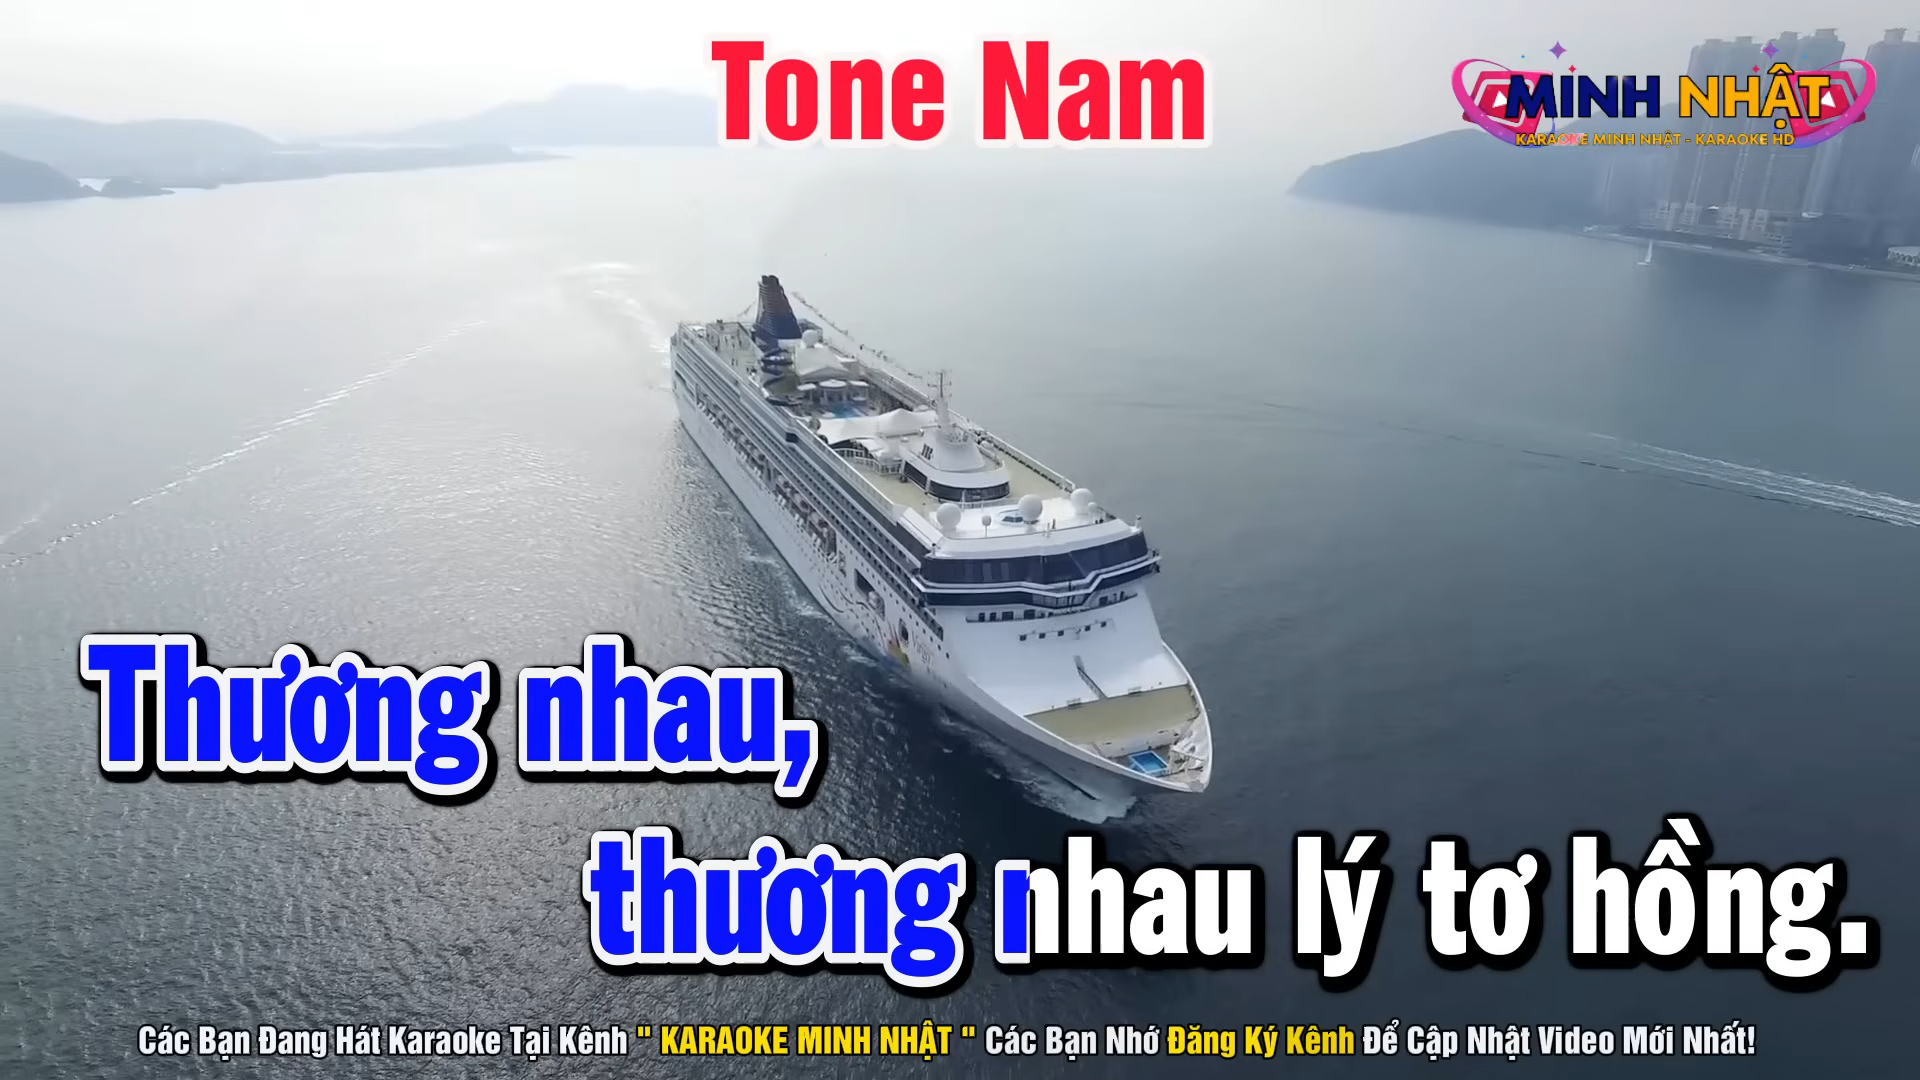 Tone Nam
MINH NHẬT
KARAOKE MINH NHẬT - KARAOKE HD
Thương nhau,
thương nhau lý tơ hồng.
Các Bạn Đang Hát Karaoke Tại Kênh " KARAOKE MINH NHẬT " Các Bạn Nhớ Đăng Ký Kênh Để Cập Nhật Video Mới Nhất!